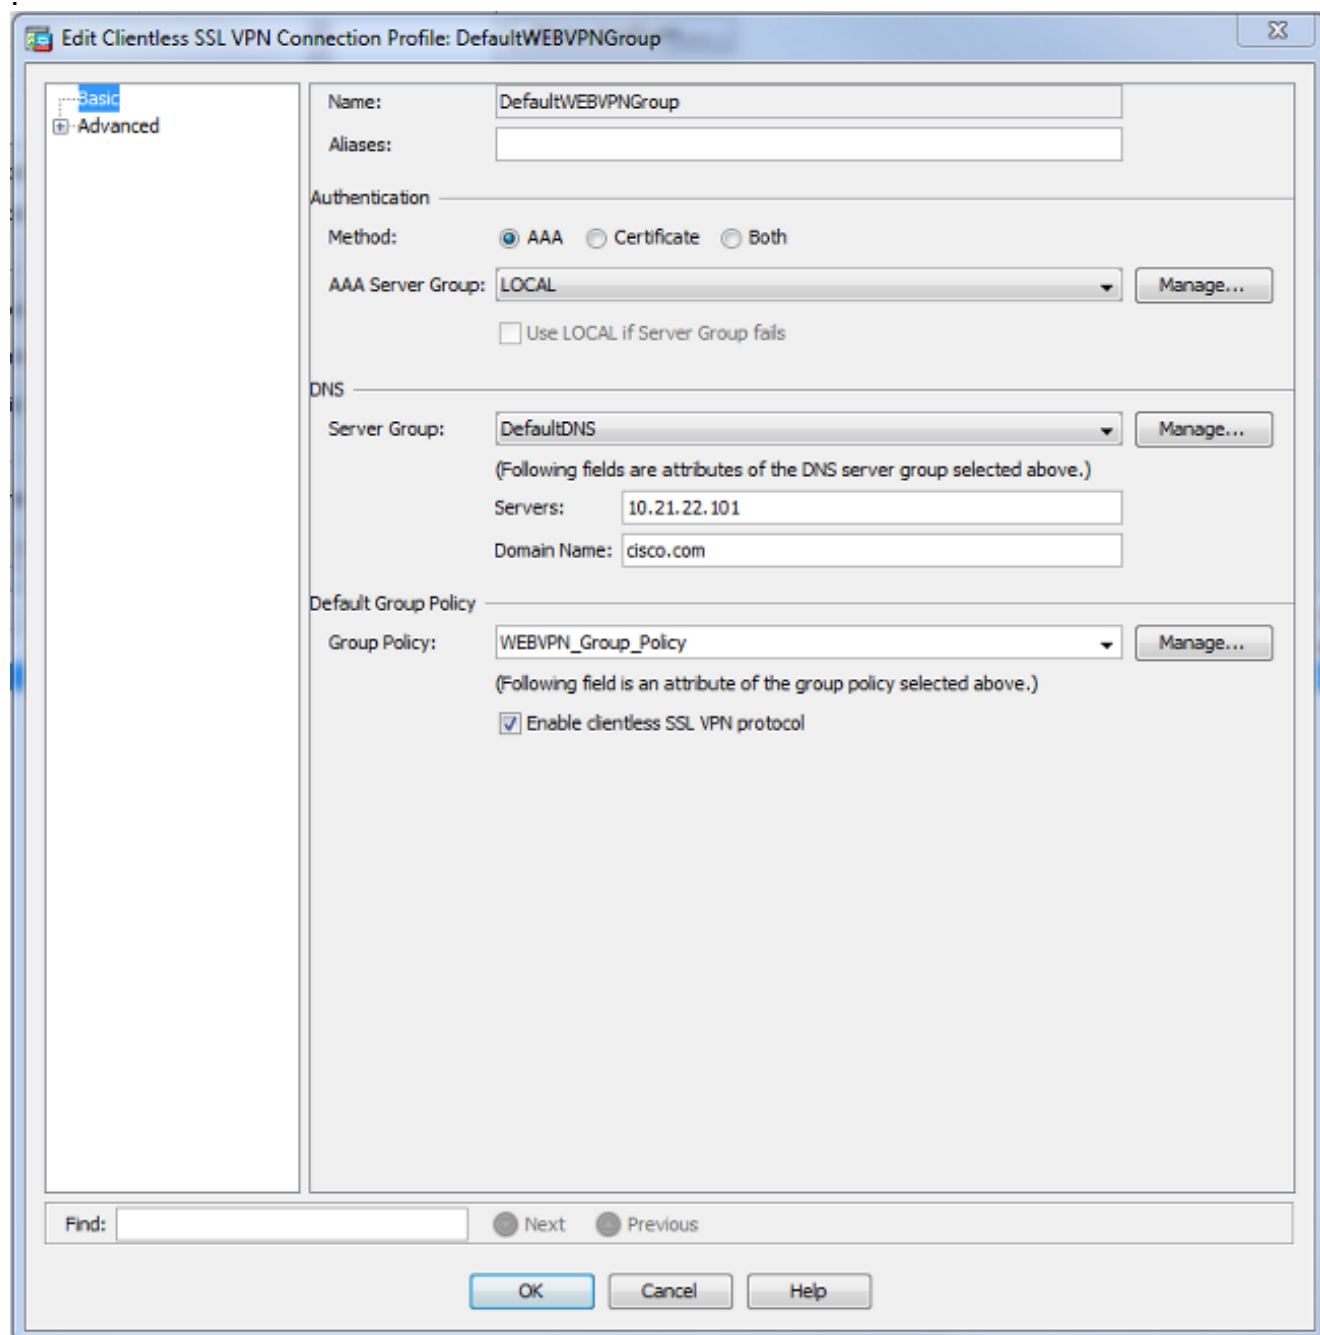 Edit Clientless SSL VPN Connection Profile: DefaultWEBVPNGroup
Basic
Advanced
Name: DefaultWEBVPNGroup
Aliases:
Authentication
Method: AAA Certificate Both
AAA Server Group: LOCAL Manage...
Use LOCAL if Server Group fails
DNS
Server Group: DefaultDNS Manage...
(Following fields are attributes of the DNS server group selected above.)
Servers: 10.21.22.101
Domain Name: cisco.com
Default Group Policy
Group Policy: WEBVPN_Group_Policy Manage...
(Following field is an attribute of the group policy selected above.)
Enable clientless SSL VPN protocol
Find: Next Previous
OK Cancel Help